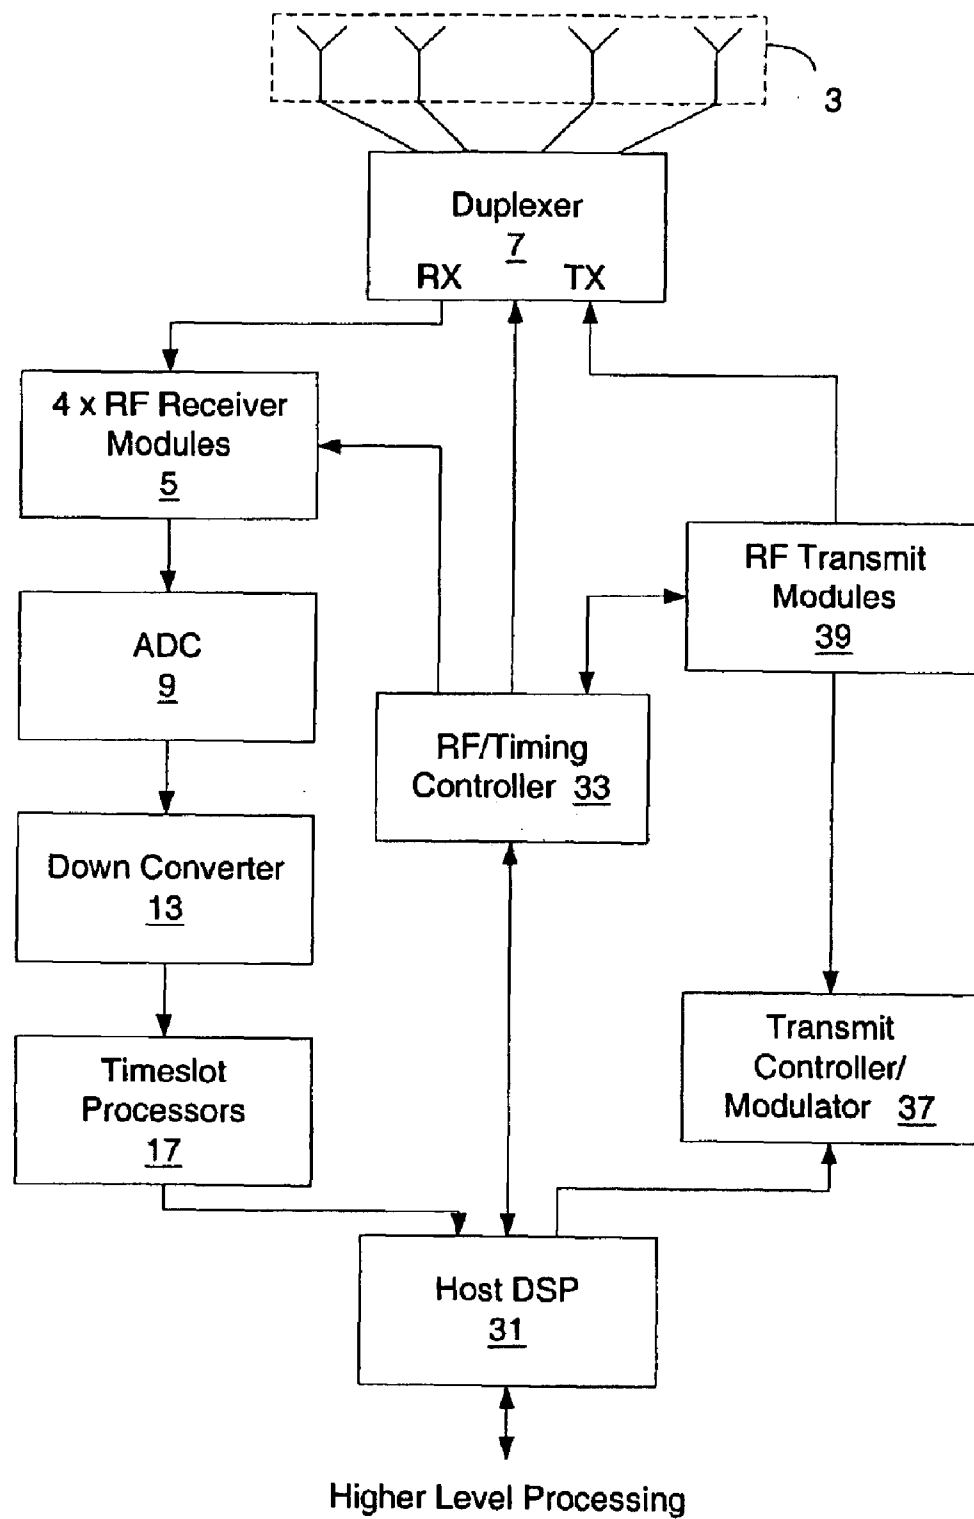 3
Duplexer
7
RX TX
4 x RF Receiver
Modules
5
RF Transmit
Modules
39
ADC
9
RF/Timing
Controller 33
Down Converter
13
Transmit
Controller/
Modulator 37
Timeslot
Processors
17
Host DSP
31
Higher Level Processing